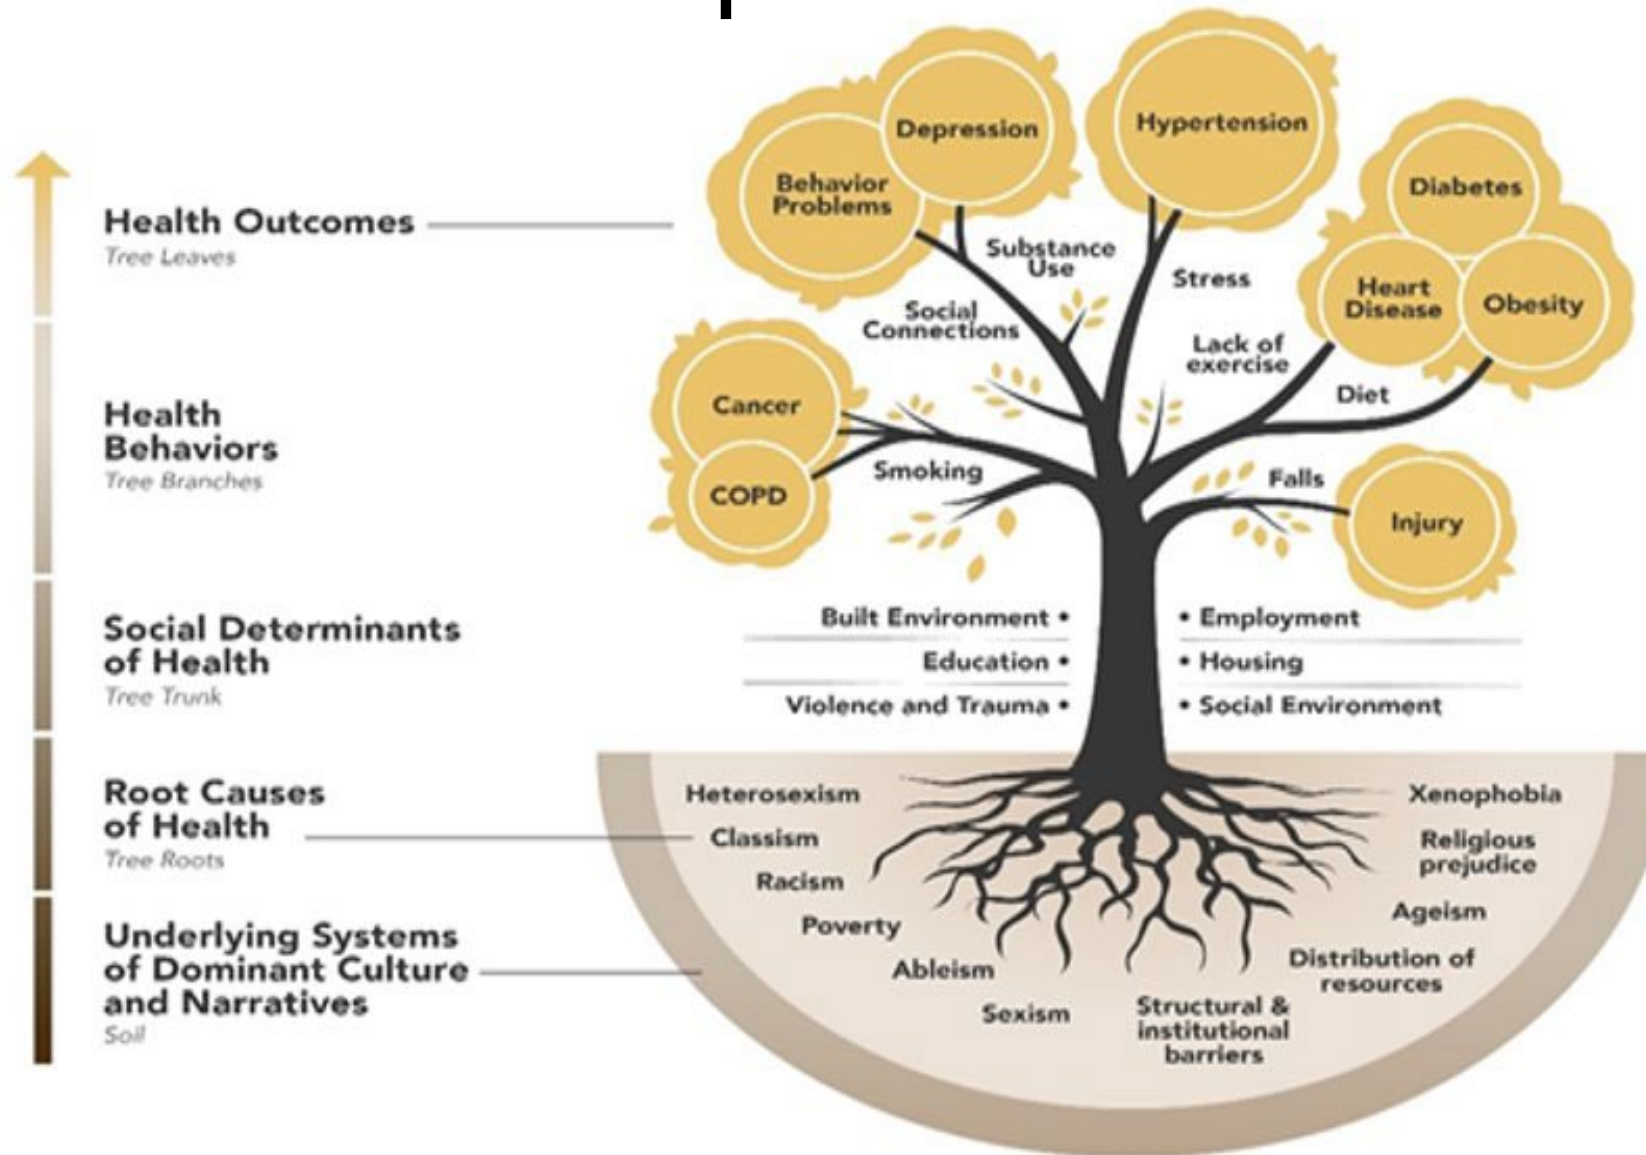 Health Outcomes
Tree Leaves
Health
Behaviors
Tree Branches
Social Determinants
of Health
Tree Trunk
Root Causes
of Health
Tree Roots
Underlying Systems
of Dominant Culture
and Narratives
Soil
Depression
Behavior
Problems
Hypertension
Diabetes
Heart
Disease
Obesity
Substance
Use
Stress
Social
Connections
Lack of
exercise
Diet
Cancer
COPD
Smoking
Falls
Injury
Built Environment •
• Employment
Education •
• Housing
Violence and Trauma •
• Social Environment
Heterosexism
Classism
Racism
Poverty
Ableism
Sexism
Structural &
institutional
barriers
Distribution of
resources
Ageism
Religious
prejudice
Xenophobia